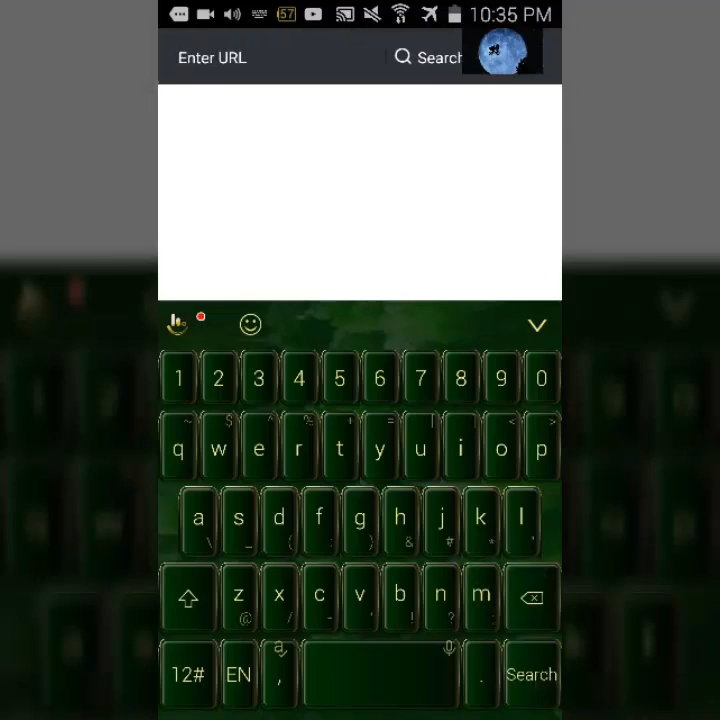 57 10:35 PM
Enter URL Search
1 2 3 4 5 6 7 8 9 0
~ $ ^ % + = | < >
q w e r t y u i o p
a s d f g h j k l
\ _ ( : ) & # * "
z x c v b n m
@ / - ' ! ? ;
12# EN , . Search